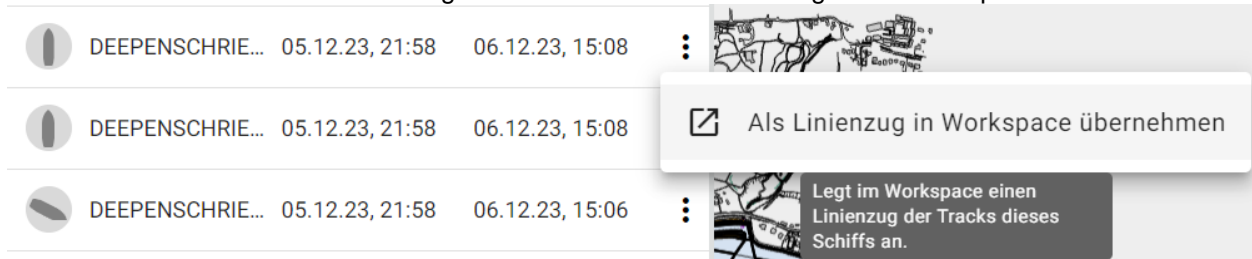 DEEPENSCHRIE... 05.12.23, 21:58 06.12.23, 15:08
DEEPENSCHRIE... 05.12.23, 21:58 06.12.23, 15:08
Als Linienzug in Workspace übernehmen
DEEPENSCHRIE... 05.12.23, 21:58 06.12.23, 15:06
Legt im Workspace einen
Linienzug der Tracks dieses
Schiffs an.